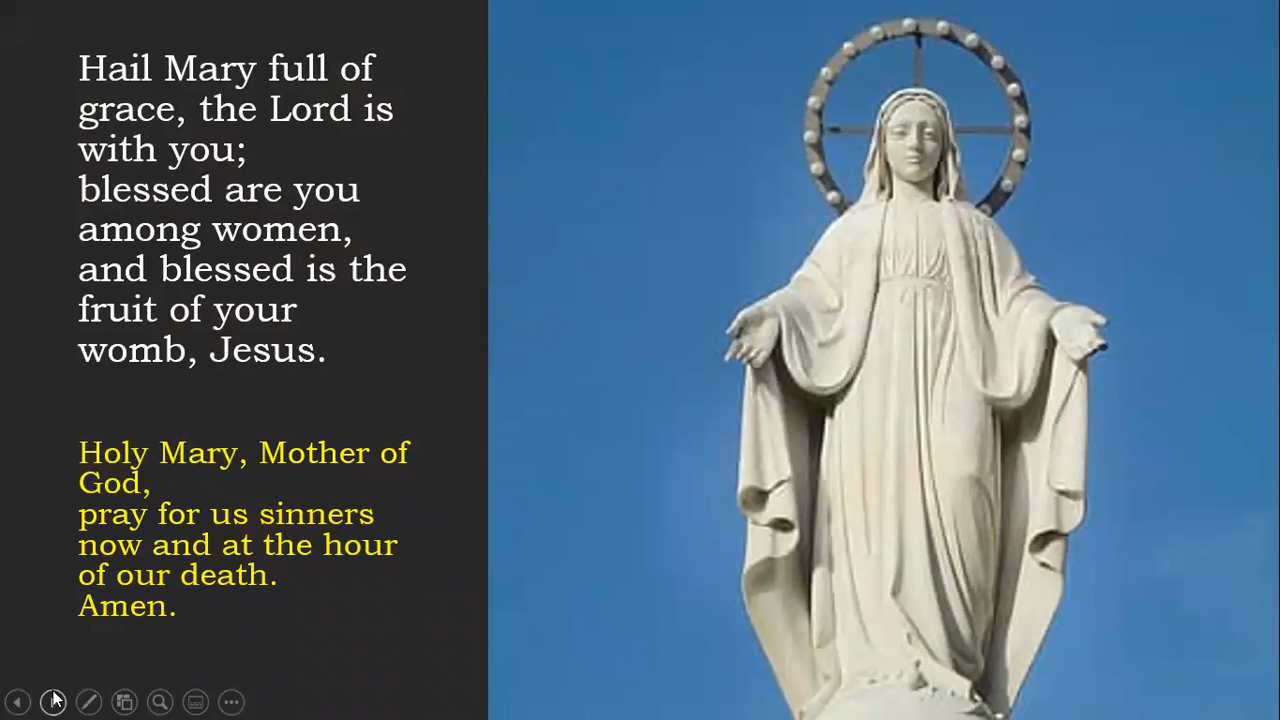 Hail Mary full of
grace, the Lord is
with you;
blessed are you
among women,
and blessed is the
fruit of your
womb, Jesus.
Holy Mary, Mother of
God,
pray for us sinners
now and at the hour
of our death.
Amen.